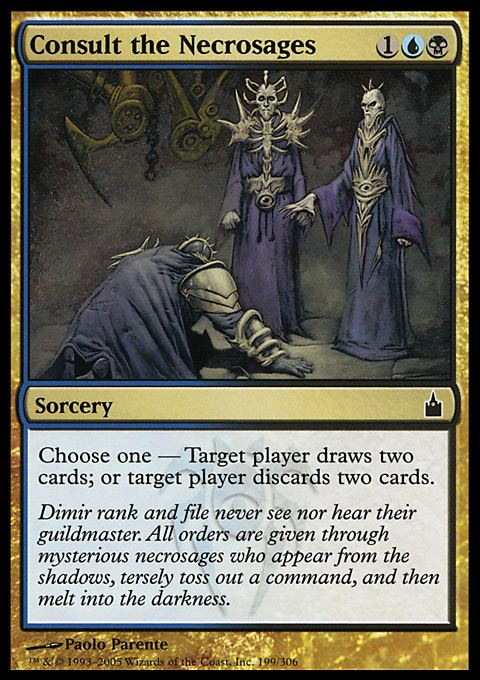 Consult the Necrosages 1
Sorcery
Choose one — Target player draws two
cards; or target player discards two cards.
Dimir rank and file never see nor hear their
guildmaster. All orders are given through
mysterious necrosages who appear from the
shadows, tersely toss out a command, and then
melt into the darkness.
Paolo Parente
™ & © 1993–2005 Wizards of the Coast, Inc. 199/306